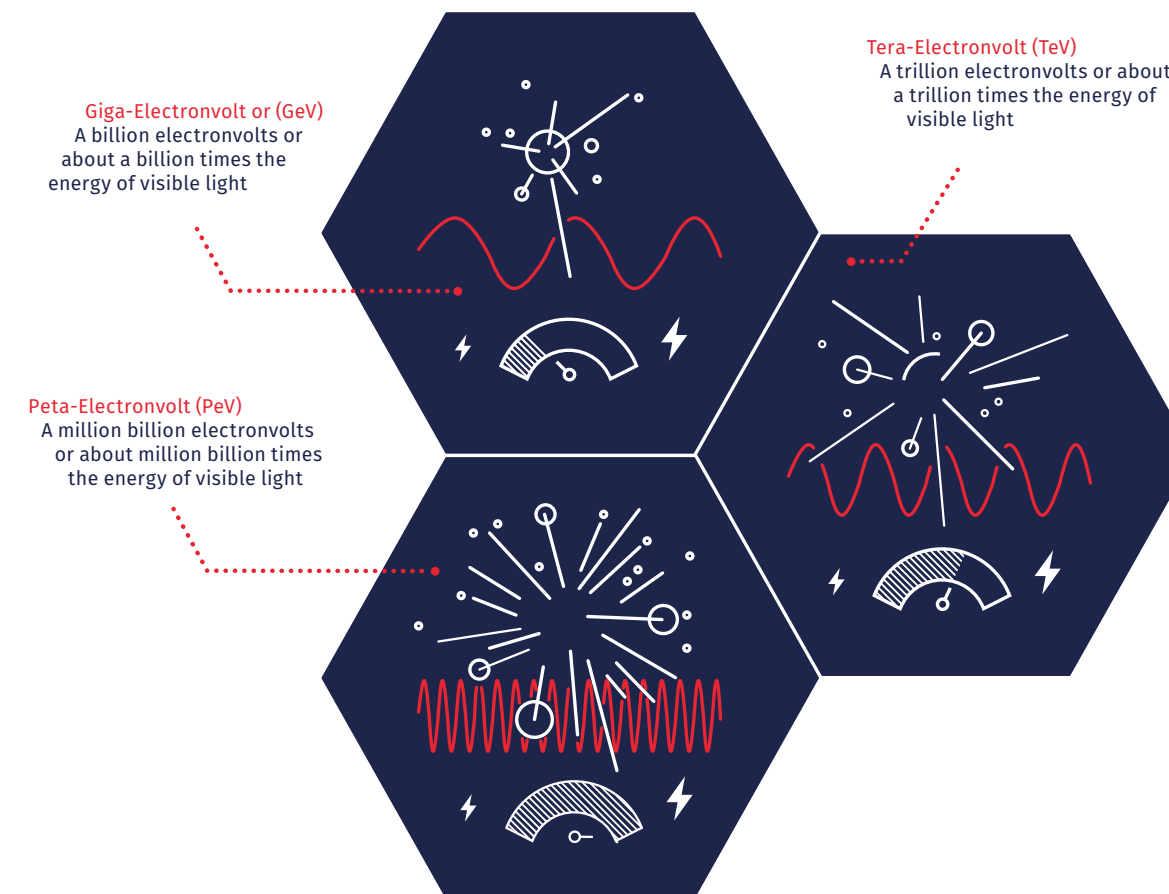 Giga-Electronvolt or (GeV)
A billion electronvolts or
about a billion times the
energy of visible light
Tera-Electronvolt (TeV)
A trillion electronvolts or about
a trillion times the energy of
visible light
Peta-Electronvolt (PeV)
A million billion electronvolts
or about million billion times
the energy of visible light